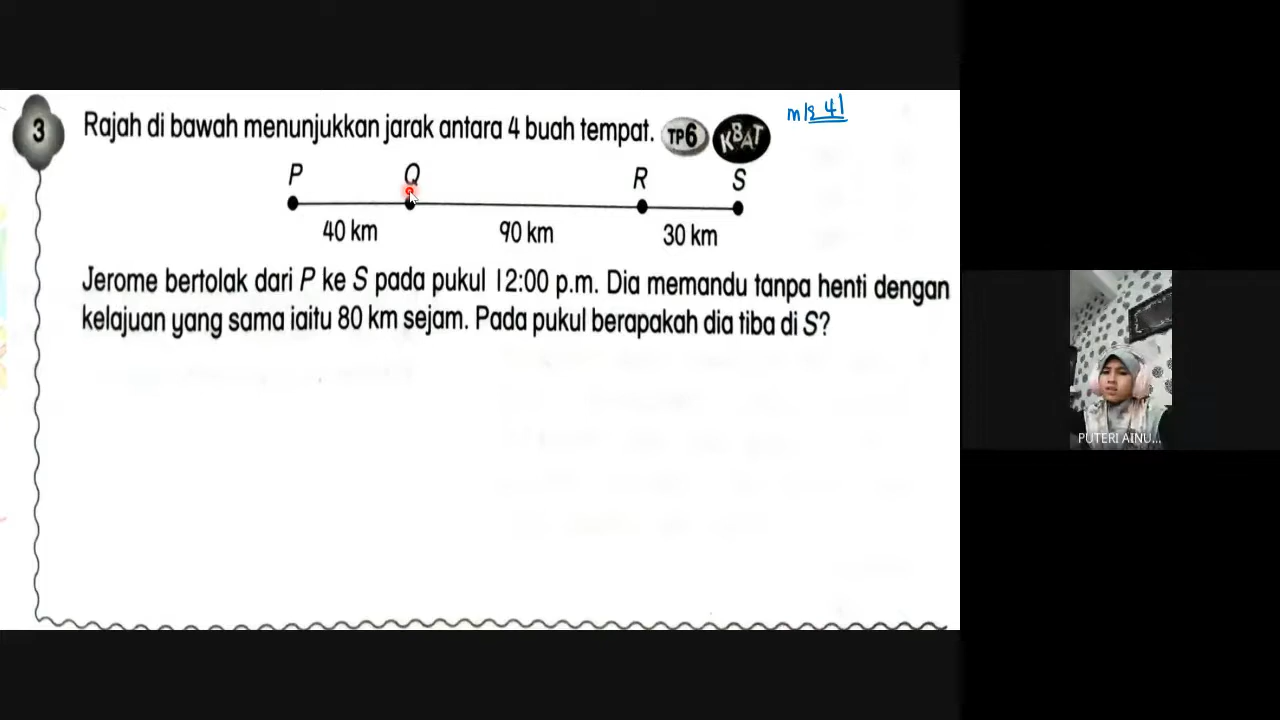 m/s 41
3 Rajah di bawah menunjukkan jarak antara 4 buah tempat. TP6 KBAT
P Q R S
40 km 90 km 30 km
Jerome bertolak dari P ke S pada pukul 12:00 p.m. Dia memandu tanpa henti dengan
kelajuan yang sama iaitu 80 km sejam. Pada pukul berapakah dia tiba di S?
PUTERI AINU...